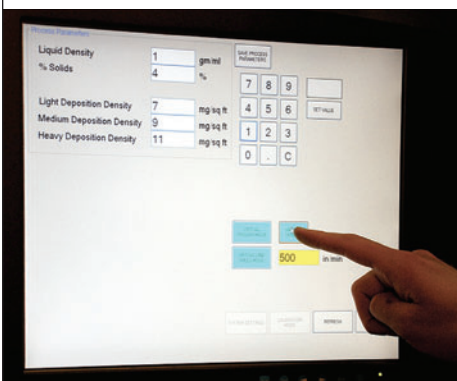 Process Parameters
Liquid Density 1 gm/ml
% Solids 4 %
SAVE PROCESS PARAMETERS
Light Deposition Density 7 mg/sq ft
Medium Deposition Density 9 mg/sq ft
Heavy Deposition Density 11 mg/sq ft
7 8 9
4 5 6
SET VALUE
1 2 3
0 . C
500 in/min
REFRESH